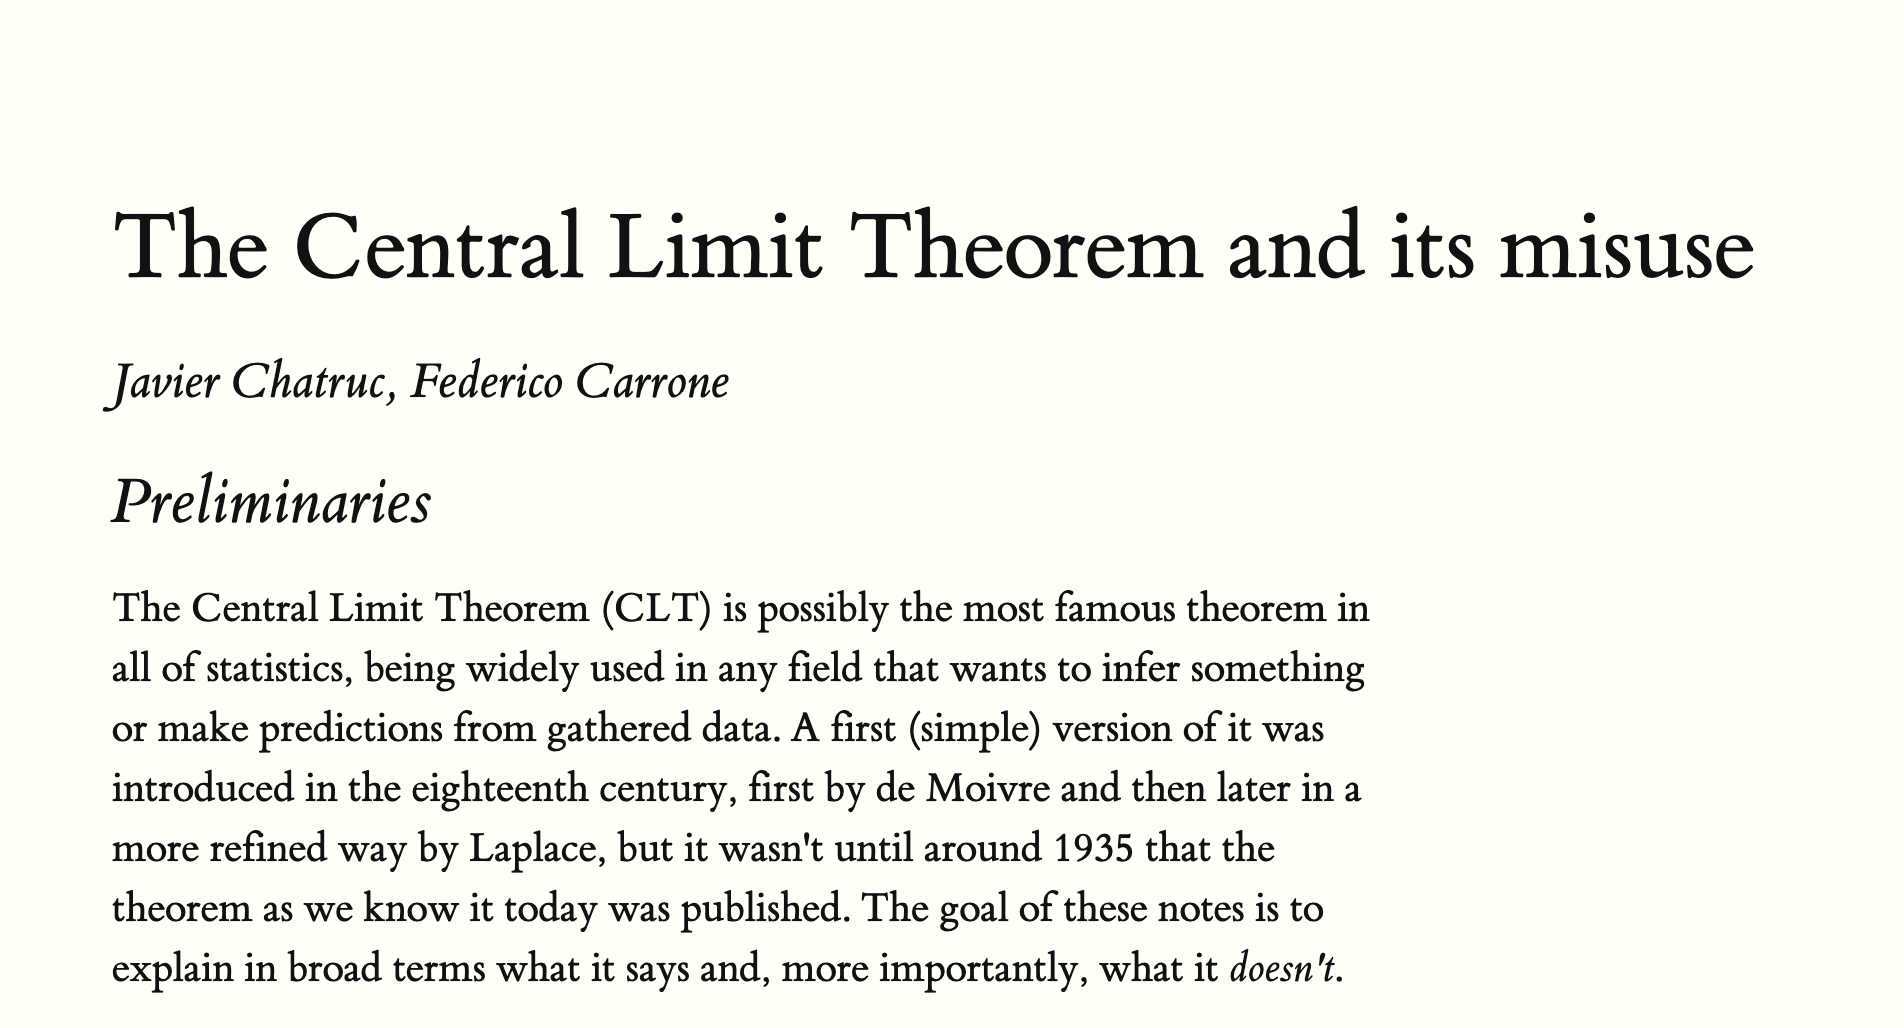 The Central Limit Theorem and its misuse
Javier Chatruc, Federico Carrone
Preliminaries
The Central Limit Theorem (CLT) is possibly the most famous theorem in
all of statistics, being widely used in any field that wants to infer something
or make predictions from gathered data. A first (simple) version of it was
introduced in the eighteenth century, first by de Moivre and then later in a
more refined way by Laplace, but it wasn't until around 1935 that the
theorem as we know it today was published. The goal of these notes is to
explain in broad terms what it says and, more importantly, what it doesn't.